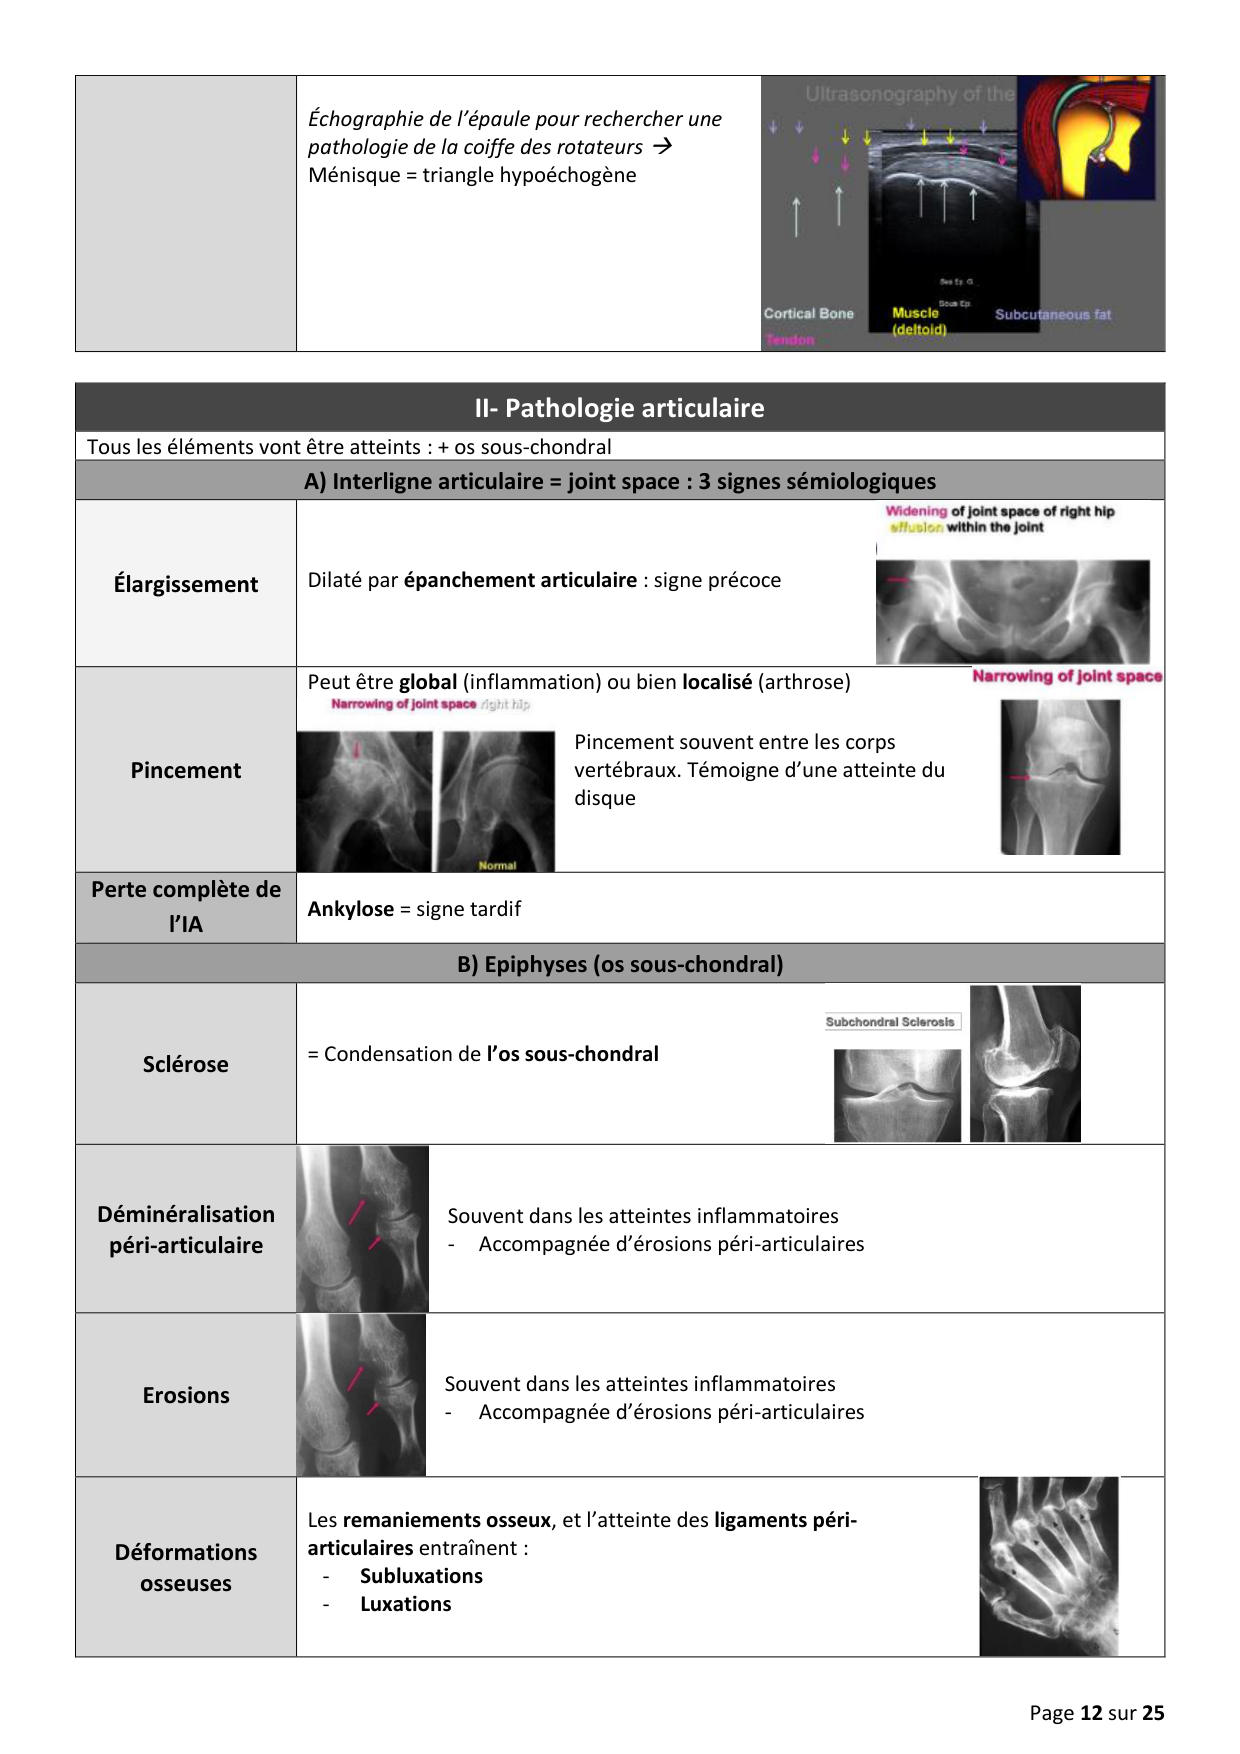 Échographie de l’épaule pour rechercher une
pathologie de la coiffe des rotateurs →
Ménisque = triangle hypoéchogène
Ultrasonography of the
Sous Ep.
Cortical Bone
Muscle
(deltoid)
Subcutaneous fat
Tendon
II- Pathologie articulaire
Tous les éléments vont être atteints : + os sous-chondral
A) Interligne articulaire = joint space : 3 signes sémiologiques
Élargissement
Dilaté par épanchement articulaire : signe précoce
Widening of joint space of right hip
effusion within the joint
Pincement
Peut être global (inflammation) ou bien localisé (arthrose)
Narrowing of joint space right hip
Normal
Pincement souvent entre les corps
vertébraux. Témoigne d’une atteinte du
disque
Narrowing of joint space
Perte complète de
l’IA
Ankylose = signe tardif
B) Epiphyses (os sous-chondral)
Sclérose
= Condensation de l’os sous-chondral
Subchondral Sclerosis
Déminéralisation
péri-articulaire
Souvent dans les atteintes inflammatoires
- Accompagnée d’érosions péri-articulaires
Erosions
Souvent dans les atteintes inflammatoires
- Accompagnée d’érosions péri-articulaires
Déformations
osseuses
Les remaniements osseux, et l’atteinte des ligaments péri-
articulaires entraînent :
- Subluxations
- Luxations
Page 12 sur 25